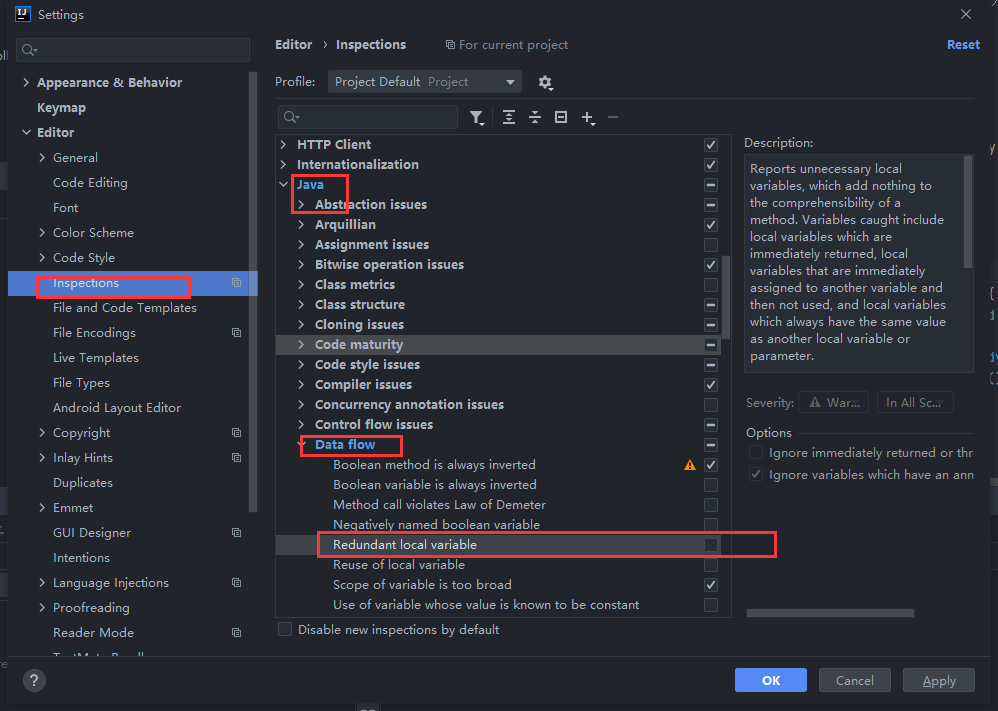 IJ Settings
Editor › Inspections For current project Reset
Profile: Project Default Project
Appearance & Behavior
Keymap
Editor
General
Code Editing
Font
Color Scheme
Code Style
Inspections
File and Code Templates
File Encodings
Live Templates
File Types
Android Layout Editor
Copyright
Inlay Hints
Duplicates
Emmet
GUI Designer
Intentions
Language Injections
Proofreading
Reader Mode
HTTP Client
Internationalization
Java
Abstraction issues
Arquillian
Assignment issues
Bitwise operation issues
Class metrics
Class structure
Cloning issues
Code maturity
Code style issues
Compiler issues
Concurrency annotation issues
Control flow issues
Data flow
Boolean method is always inverted
Boolean variable is always inverted
Method call violates Law of Demeter
Negatively named boolean variable
Redundant local variable
Reuse of local variable
Scope of variable is too broad
Use of variable whose value is known to be constant
Disable new inspections by default
Description:
Reports unnecessary local
variables, which add nothing to
the comprehensibility of a
method. Variables caught include
local variables which are
immediately returned, local
variables that are immediately
assigned to another variable and
then not used, and local variables
which always have the same value
as another local variable or
parameter.
Severity: War... In All Sc...
Options
Ignore immediately returned or thr
Ignore variables which have an ann
? OK Cancel Apply